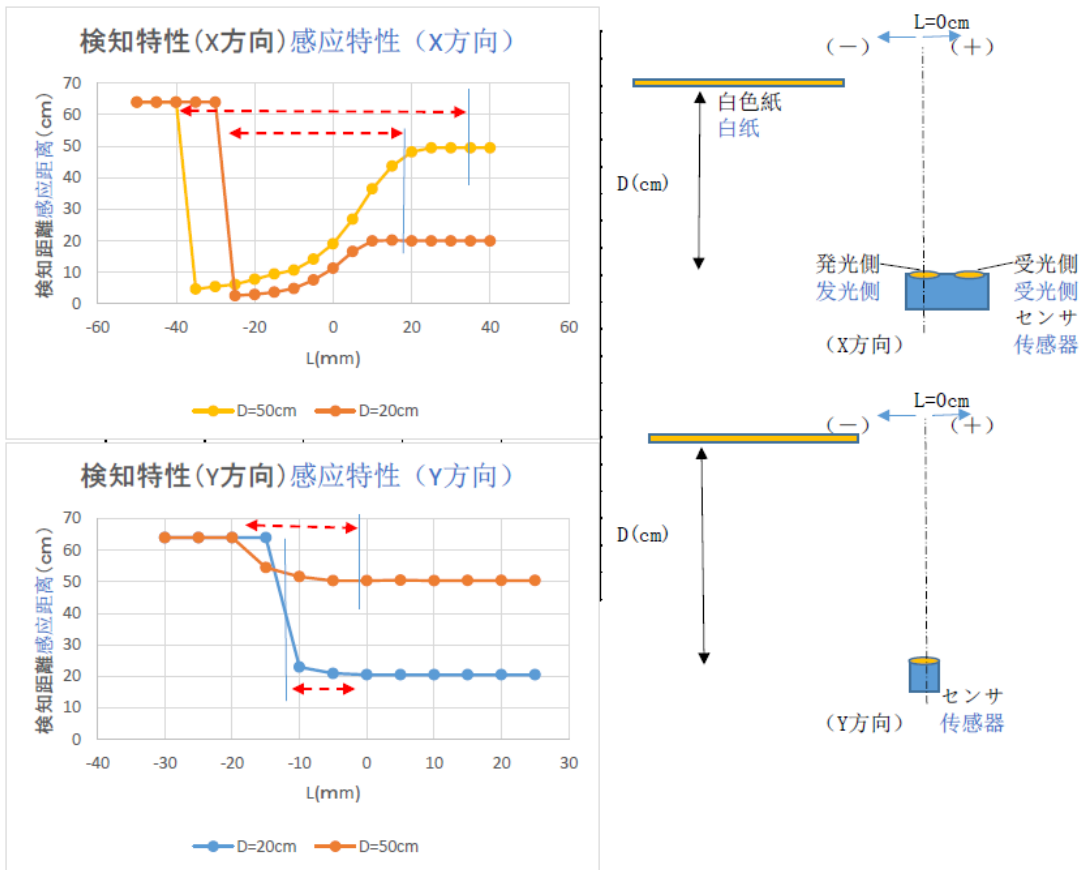 検知特性(X方向)感应特性（X方向）
検知距離感应距离(cm)
70
60
50
40
30
20
10
0
-60
-40
-20
0
20
40
60
L(mm)
D=50cm
D=20cm
検知特性(Y方向)感应特性（Y方向）
検知距離感应距离(cm)
70
60
50
40
30
20
10
0
-40
-30
-20
-10
0
10
20
30
L(mm)
D=20cm
D=50cm
L=0cm
(－)
(＋)
白色紙
白纸
D(cm)
発光側
发光侧
受光側
受光侧
センサ
传感器
(X方向)
L=0cm
(－)
(＋)
D(cm)
センサ
传感器
(Y方向)